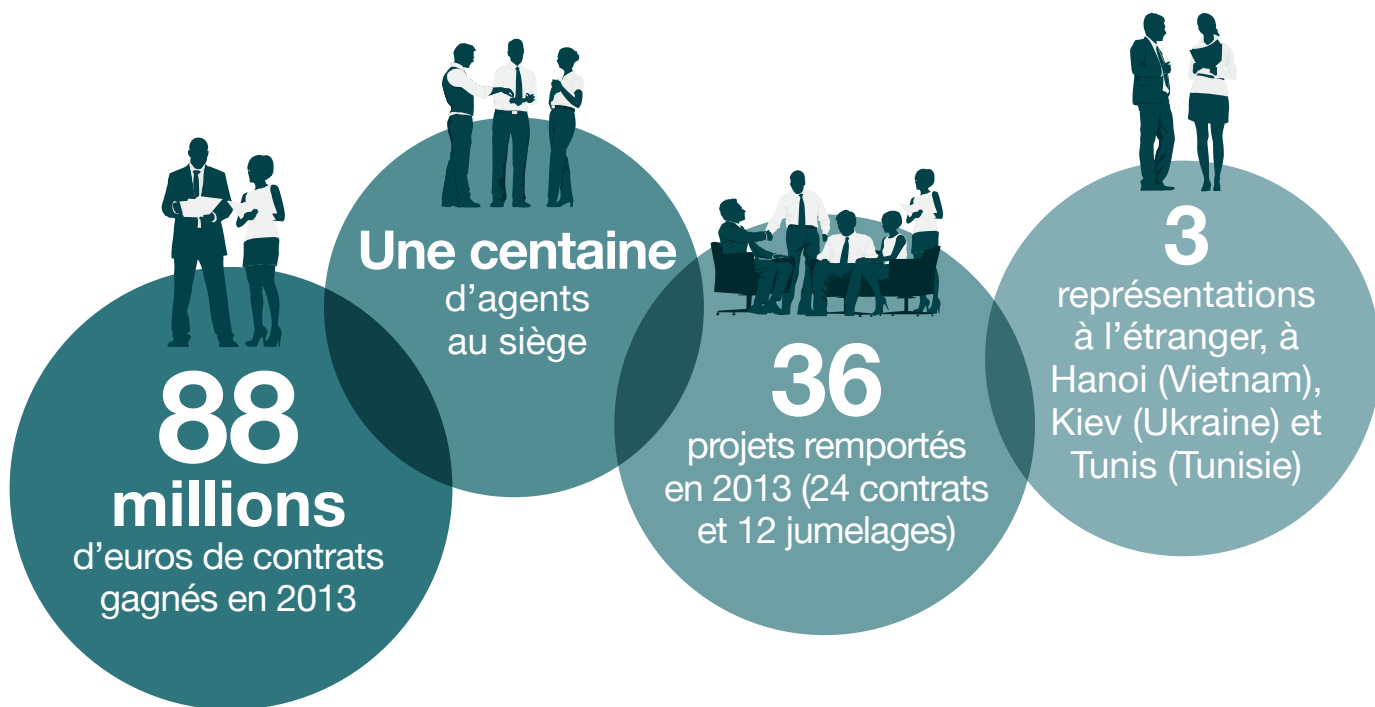 88
millions
d’euros de contrats
gagnés en 2013
Une centaine
d’agents
au siège
36
projets remportés
en 2013 (24 contrats
et 12 jumelages)
3
représentations
à l’étranger, à
Hanoi (Vietnam),
Kiev (Ukraine) et
Tunis (Tunisie)